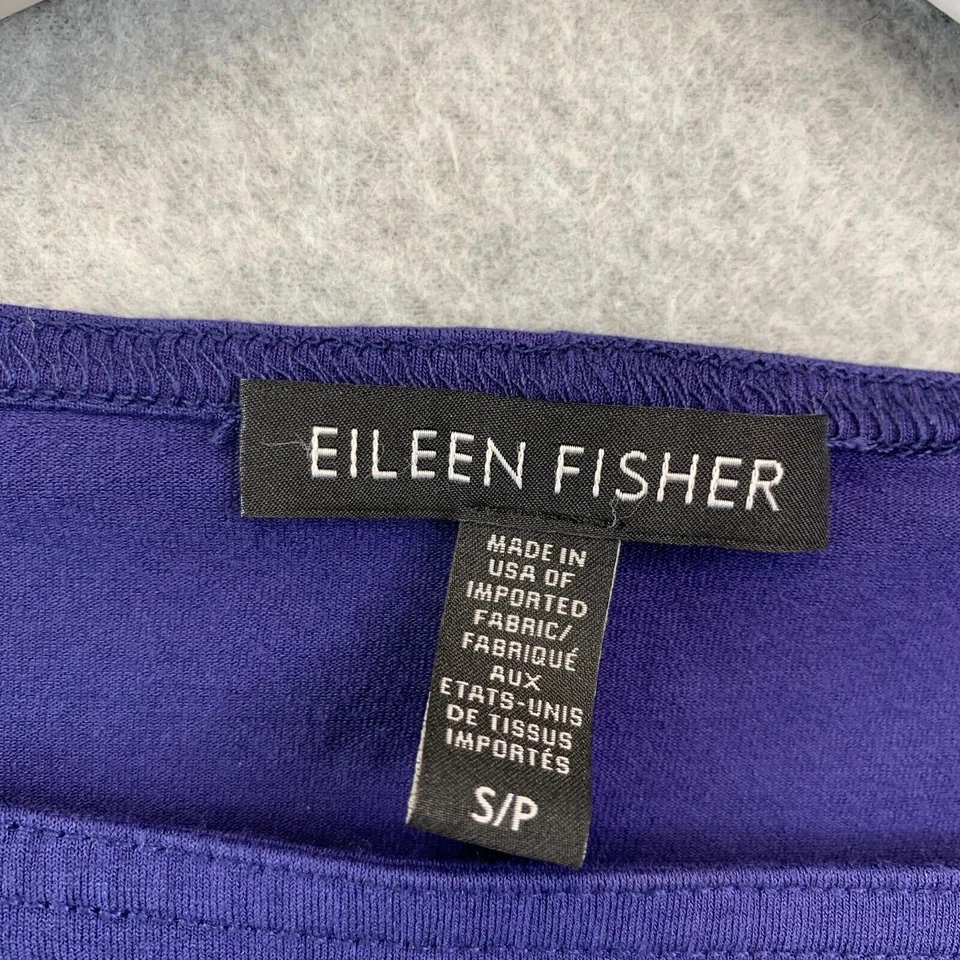 EILEEN FISHER
MADE IN
USA OF
IMPORTED
FABRIC/
FABRIQUÉ
AUX
ETATS-UNIS
DE TISSUS
IMPORTÉS
S/P